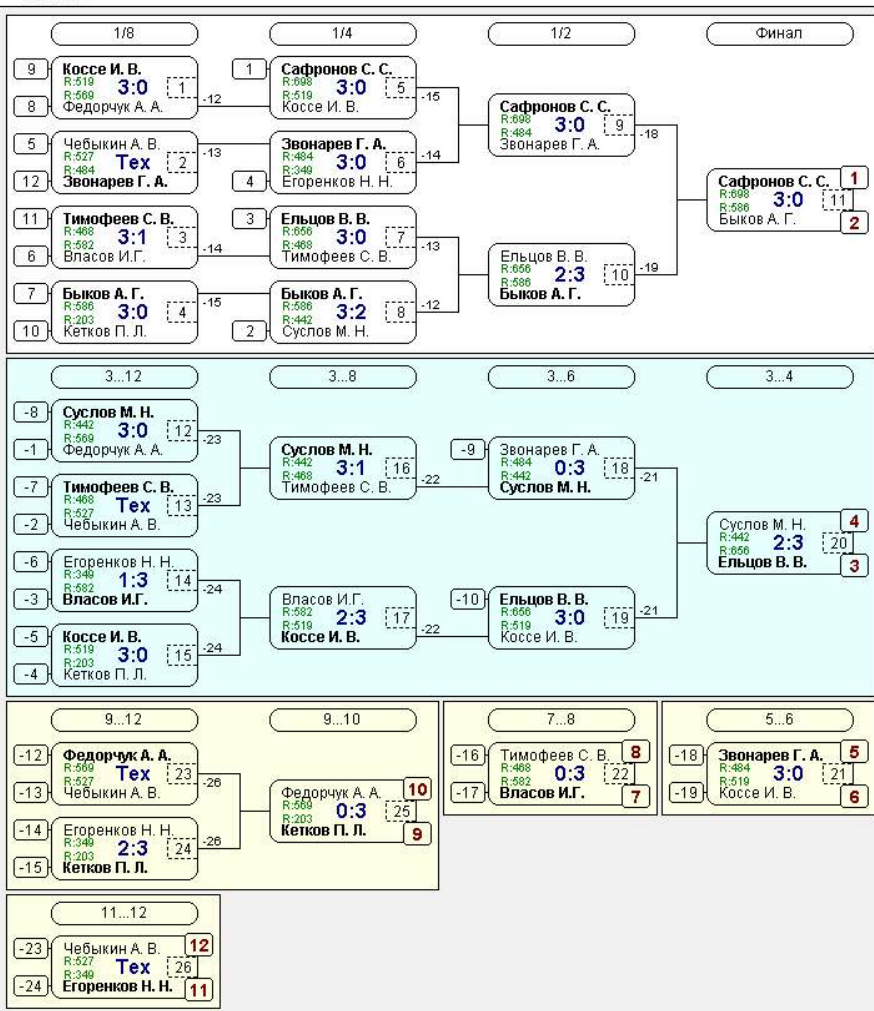 1/8 1/4 1/2 Финал
9 Коссе И. В. R:519 R:569 3:0 1 8 Федорчук А. А. -12
5 Чебыкин А. В. R:527 R:484 Тех 2 12 Звонарев Г. А. -13
11 Тимофеев С. В. R:468 R:582 3:1 3 6 Власов И.Г. -14
7 Быков А. Г. R:586 R:203 3:0 4 10 Кетков П. Л. -15
1 Сафронов С. С. R:698 R:519 3:0 5 Коссе И. В. -15
Звонарев Г. А. R:484 R:349 3:0 6 4 Егоренков Н. Н. -14
3 Ельцов В. В. R:656 R:468 3:0 7 Тимофеев С. В. -13
Быков А. Г. R:586 R:442 3:2 8 2 Суслов М. Н. -12
Сафронов С. С. R:698 R:484 3:0 9 Звонарев Г. А. -18
Ельцов В. В. R:656 R:586 2:3 10 Быков А. Г. -19
Сафронов С. С. 1 R:698 R:586 3:0 11 Быков А. Г. 2
3...12 3...8 3...6 3...4
-8 Суслов М. Н. R:442 R:569 3:0 12 -1 Федорчук А. А. -23
-7 Тимофеев С. В. R:468 R:527 Тех 13 -2 Чебыкин А. В. -23
-6 Егоренков Н. Н. R:349 R:582 1:3 14 -3 Власов И.Г. -24
-5 Коссе И. В. R:519 R:203 3:0 15 -4 Кетков П. Л. -24
Суслов М. Н. R:442 R:468 3:1 16 Тимофеев С. В. -22
Власов И.Г. R:582 R:519 2:3 17 Коссе И. В. -22
-9 Звонарев Г. А. R:484 R:442 0:3 18 Суслов М. Н. -21
-10 Ельцов В. В. R:656 R:519 3:0 19 Коссе И. В. -21
Суслов М. Н. 4 R:442 R:656 2:3 20 Ельцов В. В. 3
9...12 9...10 7...8 5...6
-12 Федорчук А. А. R:569 R:527 Тех 23 -13 Чебыкин А. В. -26
-14 Егоренков Н. Н. R:349 R:203 2:3 24 -15 Кетков П. Л. -26
Федорчук А. А. 10 R:569 R:203 0:3 25 Кетков П. Л. 9
-16 Тимофеев С. В. 8 R:468 R:582 0:3 22 -17 Власов И.Г. 7
-18 Звонарев Г. А. 5 R:484 R:519 3:0 21 -19 Коссе И. В. 6
11...12
-23 Чебыкин А. В. 12 R:527 R:349 Тех 26 -24 Егоренков Н. Н. 11